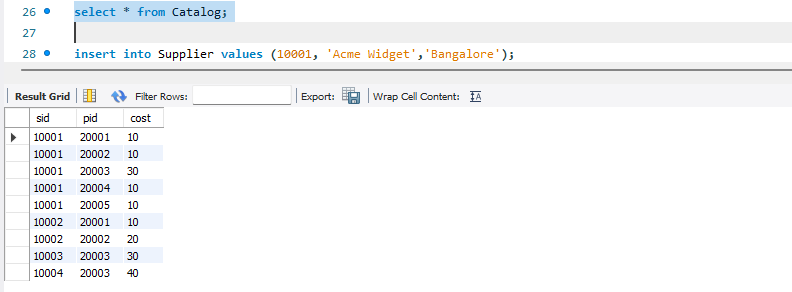 26 select * from Catalog;
27
28 insert into Supplier values (10001, 'Acme Widget','Bangalore');
Result Grid Filter Rows: Export: Wrap Cell Content: IA
sid pid cost
10001 20001 10
10001 20002 10
10001 20003 30
10001 20004 10
10001 20005 10
10002 20001 10
10002 20002 20
10003 20003 30
10004 20003 40